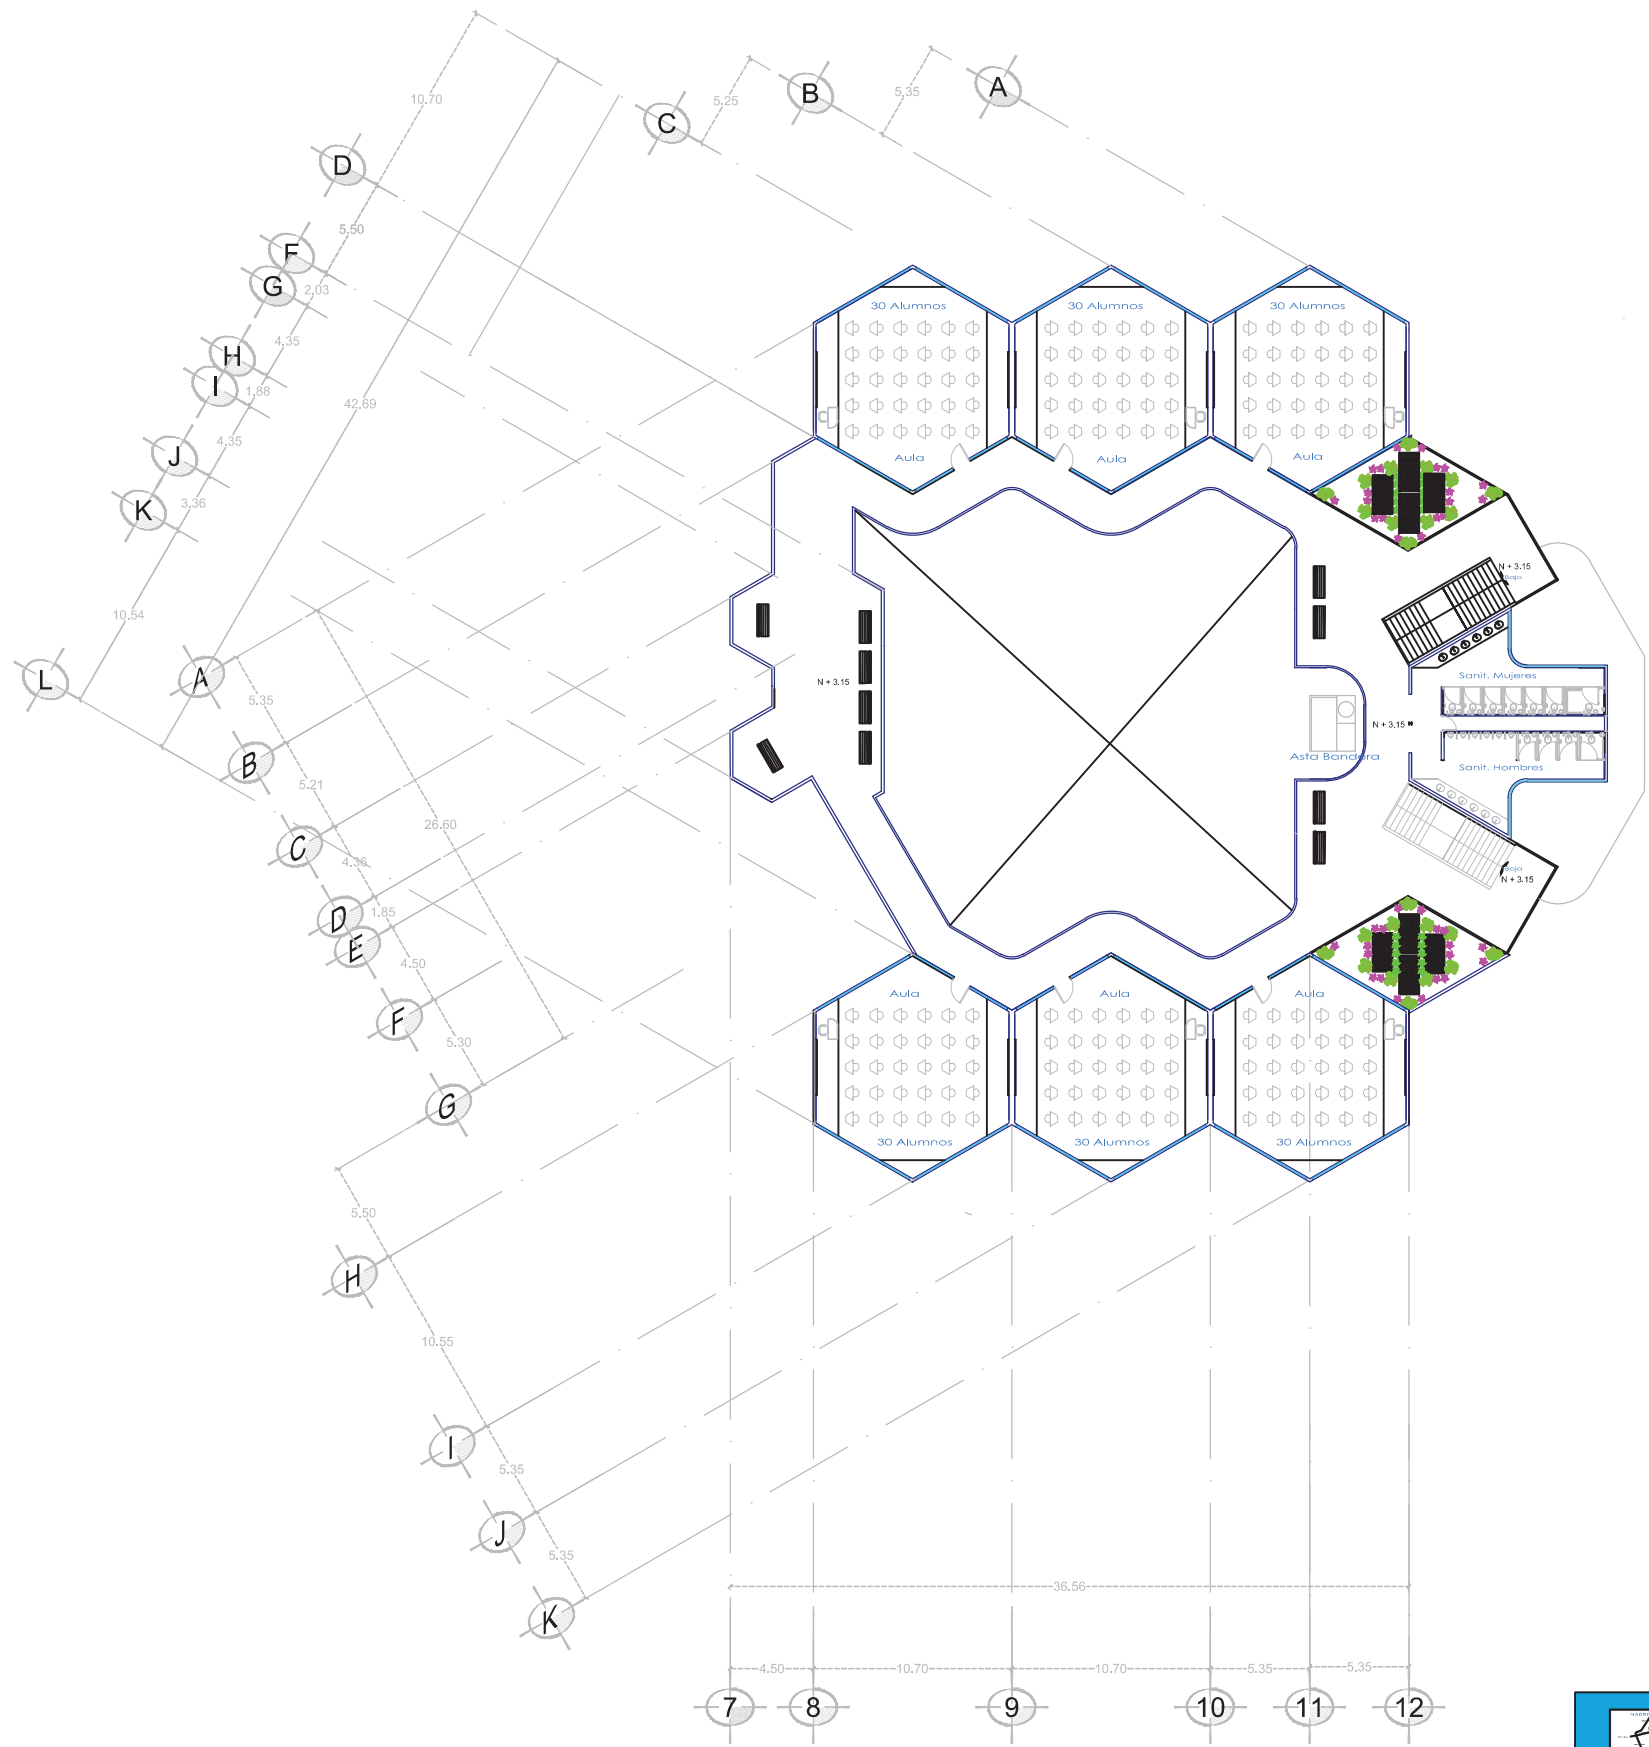 A
B
5.35
C
5.25
10.70
D
5.50
F
G
2.03
H
4.35
I
1.88
42.69
J
4.35
K
3.36
10.54
L
A
5.35
B
5.21
26.60
C
4.36
D
1.85
E
4.50
F
5.30
G
5.50
H
10.55
I
5.35
J
5.35
K
30 Alumnos
30 Alumnos
30 Alumnos
Aula
Aula
Aula
N + 3.15
Bajo
Sanit. Mujeres
N + 3.15
N + 3.15
Asta Bandera
Sanit. Hombres
Bajo
N + 3.15
Aula
Aula
Aula
30 Alumnos
30 Alumnos
30 Alumnos
36.56
4.50
10.70
10.70
5.35
5.35
7
8
9
10
11
12